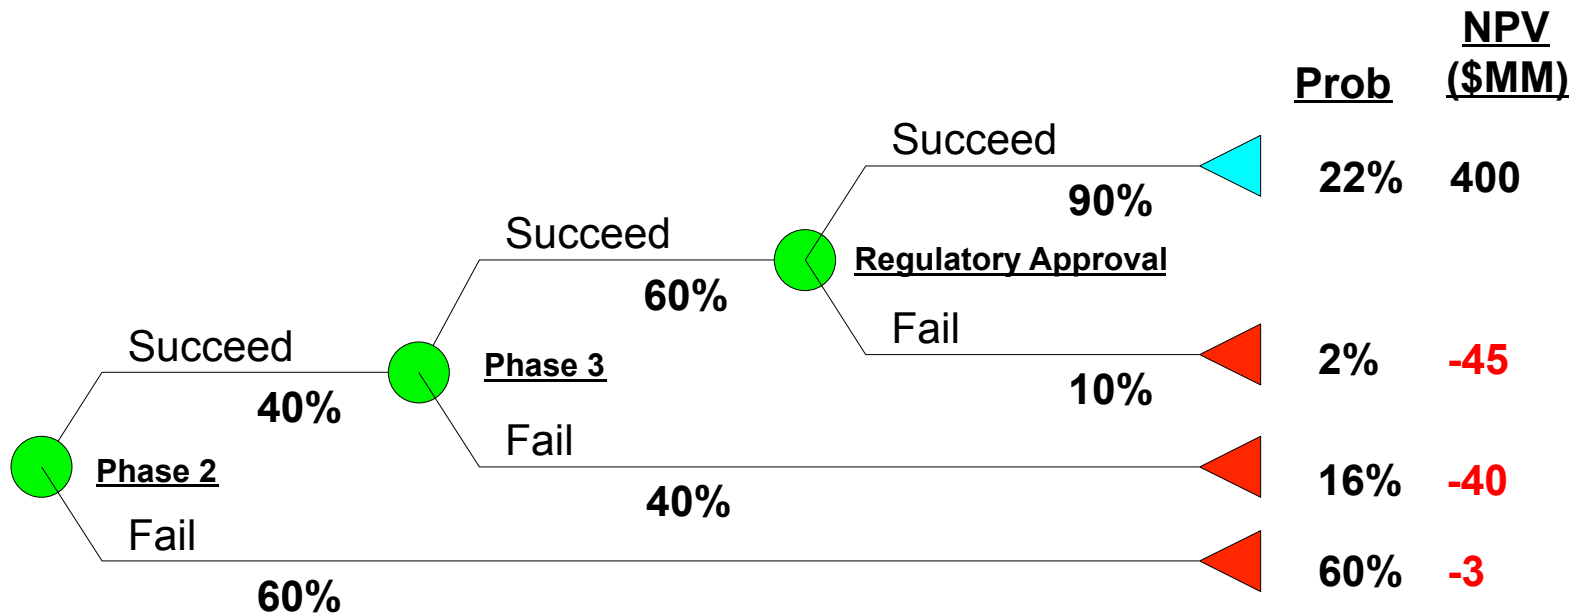 NPV
Prob ($MM)
Succeed
90%
22% 400
Succeed
60%
Regulatory Approval
Fail
10%
2% -45
Succeed
40%
Phase 3
Fail
40%
16% -40
Phase 2
Fail
60%
60% -3